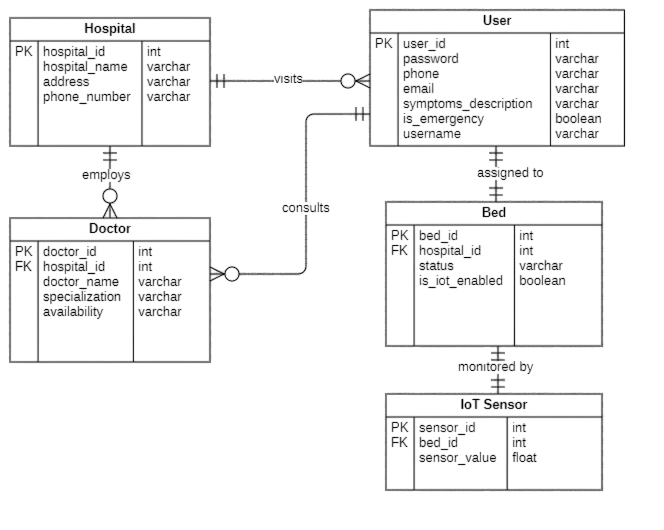 Hospital
PK hospital_id int
hospital_name varchar
address varchar
phone_number varchar
User
PK user_id int
password varchar
phone varchar
email varchar
symptoms_description varchar
is_emergency boolean
username varchar
visits
employs
consults
assigned to
Doctor
PK doctor_id int
FK hospital_id int
doctor_name varchar
specialization varchar
availability varchar
Bed
PK bed_id int
FK hospital_id int
status varchar
is_iot_enabled boolean
monitored by
IoT Sensor
PK sensor_id int
FK bed_id int
sensor_value float